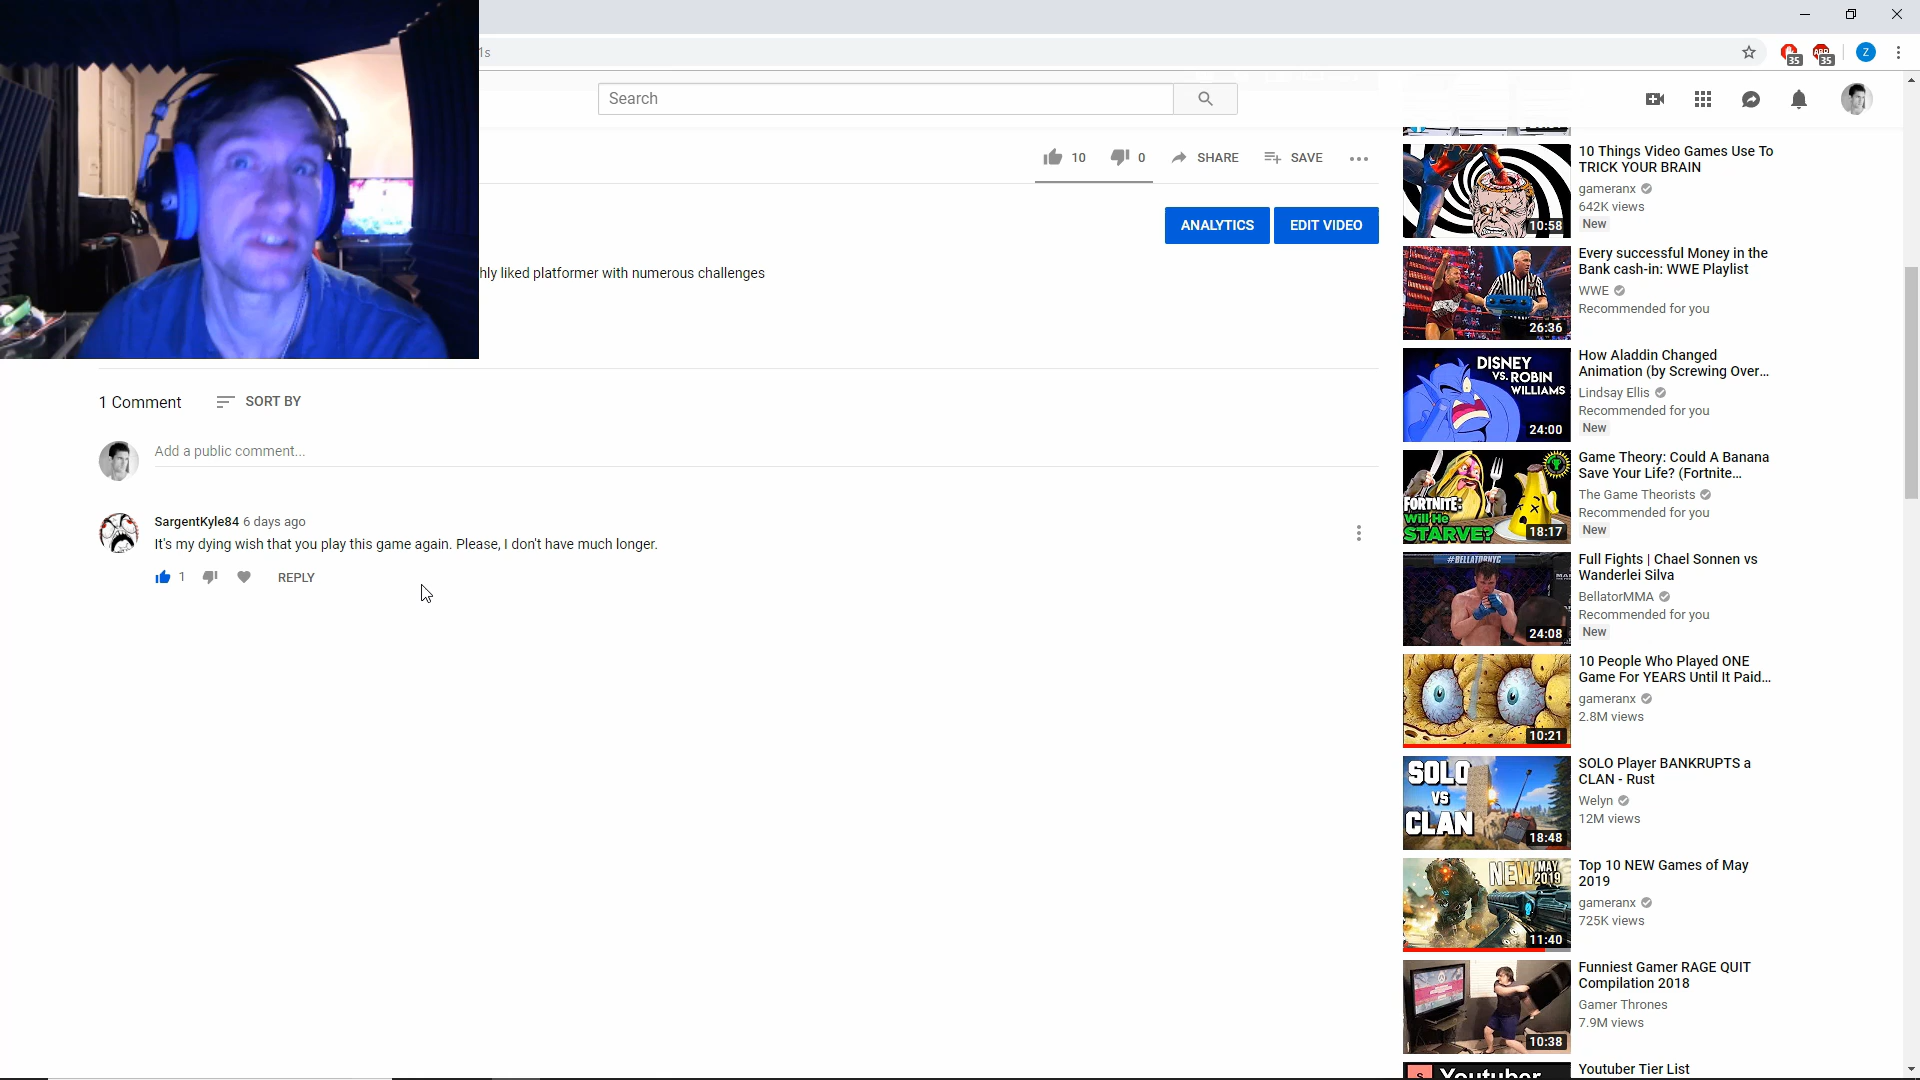 1s
35
35
Z
Search
10
0
SHARE
SAVE
ANALYTICS
EDIT VIDEO
hly liked platformer with numerous challenges
1 Comment
SORT BY
Add a public comment...
SargentKyle84 6 days ago
It's my dying wish that you play this game again. Please, I don't have much longer.
1
REPLY
10:58
10 Things Video Games Use To
TRICK YOUR BRAIN
gameranx
642K views
New
26:36
Every successful Money in the
Bank cash-in: WWE Playlist
WWE
Recommended for you
DISNEY
VS. ROBIN
WILLIAMS
24:00
How Aladdin Changed
Animation (by Screwing Over...
Lindsay Ellis
Recommended for you
New
FORTNITE:
Will He
STARVE?
18:17
Game Theory: Could A Banana
Save Your Life? (Fortnite...
The Game Theorists
Recommended for you
New
#BELLATORNYC
24:08
Full Fights | Chael Sonnen vs
Wanderlei Silva
BellatorMMA
Recommended for you
New
10:21
10 People Who Played ONE
Game For YEARS Until It Paid...
gameranx
2.8M views
SOLO
VS
CLAN
18:48
SOLO Player BANKRUPTS a
CLAN - Rust
Welyn
12M views
NEW MAY
2019
11:40
Top 10 NEW Games of May
2019
gameranx
725K views
10:38
Funniest Gamer RAGE QUIT
Compilation 2018
Gamer Thrones
7.9M views
S
Youtuber
Youtuber Tier List